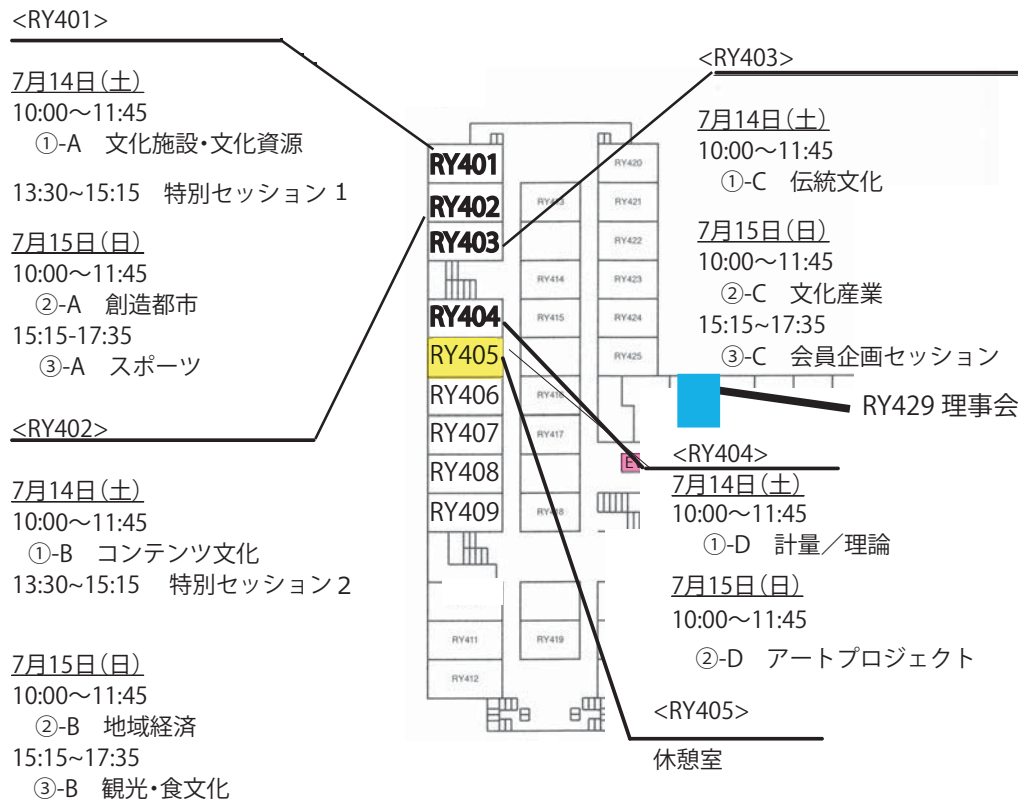 <RY401>
7月14日（土）
10:00〜11:45
①-A　文化施設・文化資源
13:30~15:15　特別セッション 1
7月15日（日）
10:00〜11:45
②-A　創造都市
15:15-17:35
③-A　スポーツ
<RY402>
7月14日（土）
10:00〜11:45
①-B　コンテンツ文化
13:30~15:15　特別セッション 2
7月15日（日）
10:00〜11:45
②-B　地域経済
15:15~17:35
③-B　観光・食文化
RY401
RY402
RY403
RY404
RY405
RY406
RY407
RY408
RY409
RY411
RY412
RY414
RY415
RY417
RY419
RY420
RY421
RY422
RY423
RY424
RY425
<RY403>
7月14日（土）
10:00〜11:45
①-C　伝統文化
7月15日（日）
10:00〜11:45
②-C　文化産業
15:15~17:35
③-C　会員企画セッション
RY429 理事会
E
<RY404>
7月14日（土）
10:00〜11:45
①-D　計量／理論
7月15日（日）
10:00〜11:45
②-D　アートプロジェクト
<RY405>
休憩室